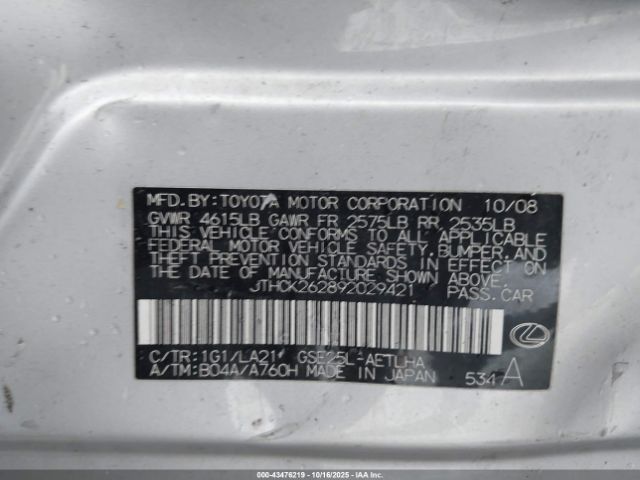 MFD. BY: TOYOTA MOTOR CORPORATION 10/08
GVWR 4615LB GAWR FR 2575LB RR 2535LB
THIS VEHICLE CONFORMS TO ALL APPLICABLE
FEDERAL MOTOR VEHICLE SAFETY, BUMPER, AND
THEFT PREVENTION STANDARDS IN EFFECT ON
THE DATE OF MANUFACTURE SHOWN ABOVE.
JTHCK262892029421 PASS. CAR
C/TR: 1G1/LA21 GSE25L-AETLHA
A/TM: B04A/A760H MADE IN JAPAN 534 A
000-43476219 - 10/16/2025 - IAAI.COM